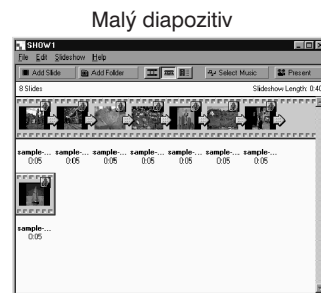 Malý diapozitiv
SHOW1
File Edit Slideshow Help
Add Slide Add Folder Select Music Present
8 Slides Slideshow Length: 0:40
sample-... sample-... sample-... sample-... sample-... sample-... sample-...
0:05 0:05 0:05 0:05 0:05 0:05 0:05
sample-...
0:05